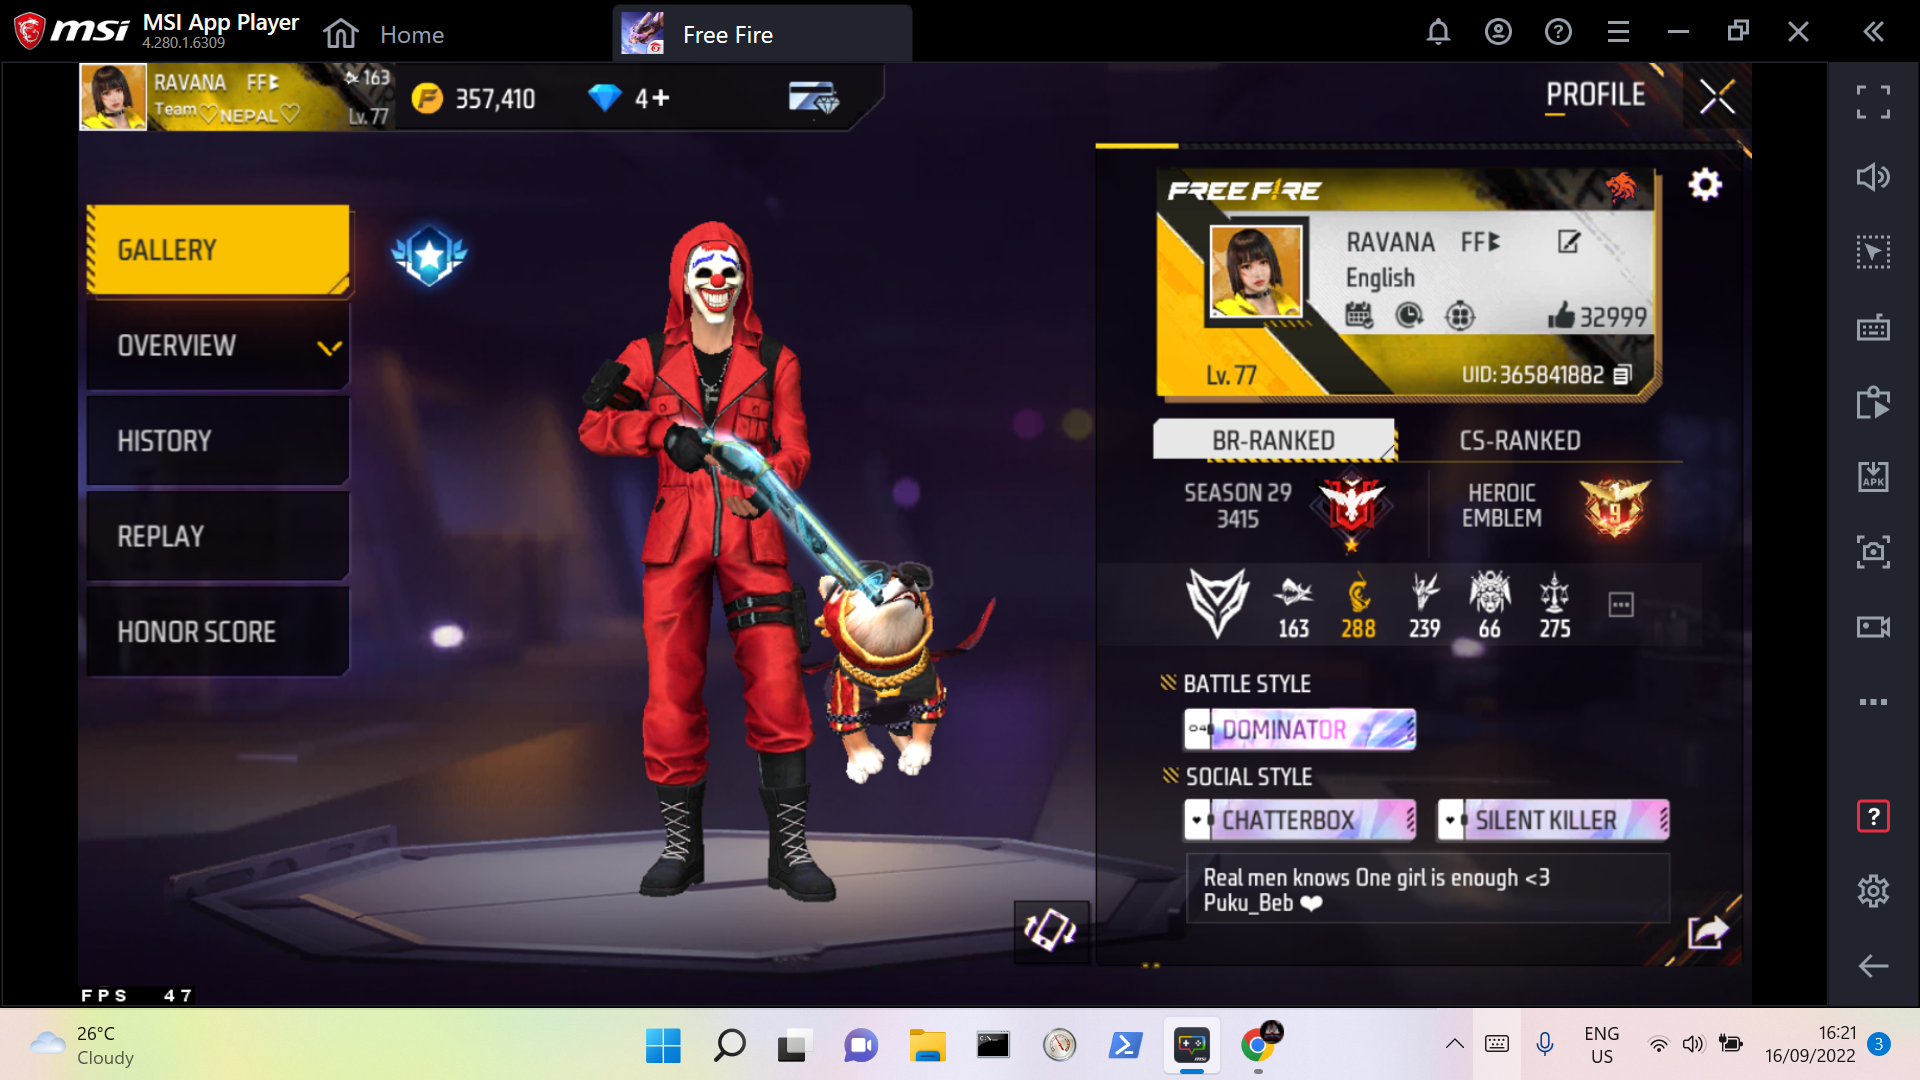 msi MSI App Player
4.280.1.6309
Home
Free Fire
RAVANA FF
163
Team♡NEPAL♡
Lv. 77
357,410
4+
PROFILE
GALLERY
OVERVIEW
HISTORY
REPLAY
HONOR SCORE
FREE FIRE
RAVANA FF
English
32999
Lv. 77
UID: 365841882
BR-RANKED
CS-RANKED
SEASON 29
3415
HEROIC
EMBLEM
9
163
288
239
66
275
BATTLE STYLE
DOMINATOR
SOCIAL STYLE
CHATTERBOX
SILENT KILLER
Real men knows One girl is enough <3
Puku_Beb ❤
APK
FPS 47
26°C
Cloudy
ENG
US
16:21
16/09/2022
3